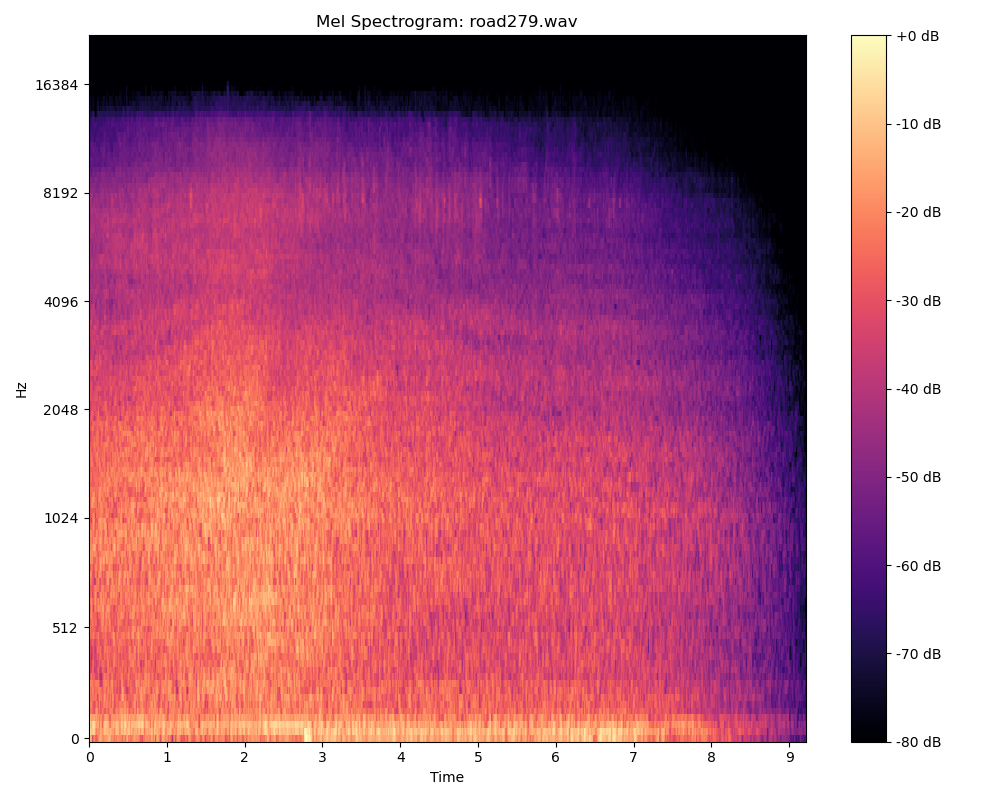 Mel Spectrogram: road279.wav
Hz
16384
8192
4096
2048
1024
512
0
0 1 2 3 4 5 6 7 8 9
Time
+0 dB
-10 dB
-20 dB
-30 dB
-40 dB
-50 dB
-60 dB
-70 dB
-80 dB